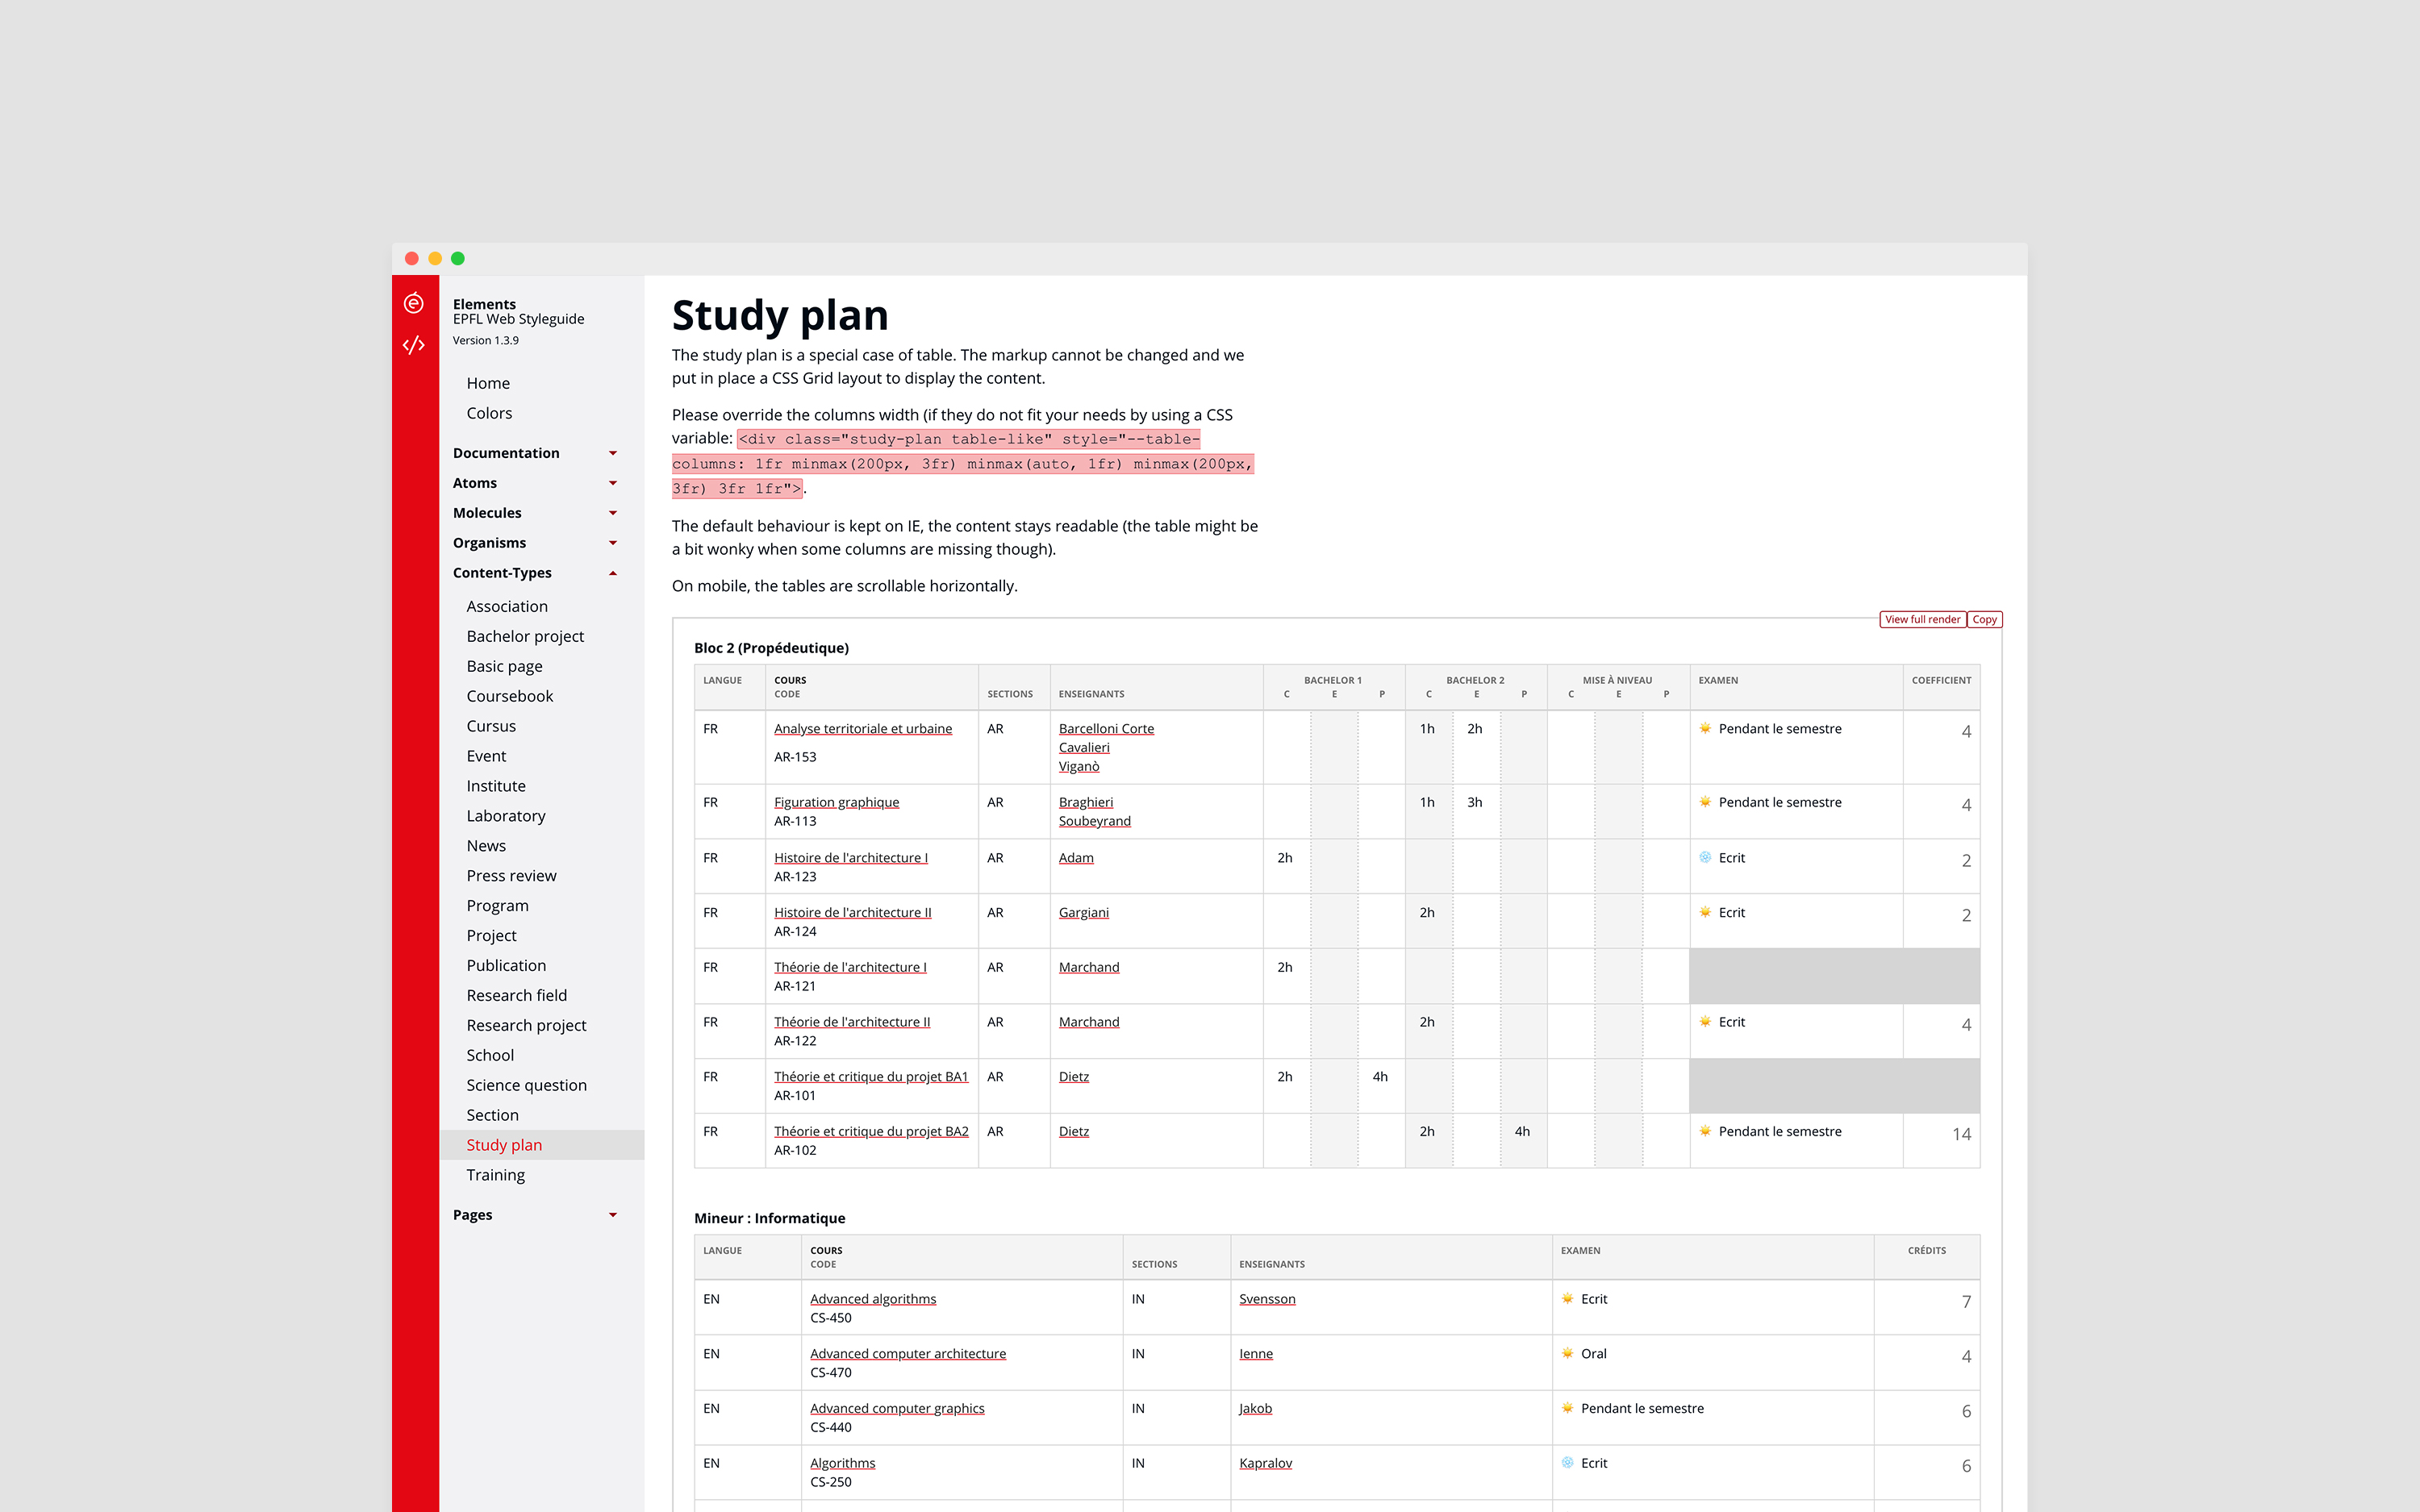 Elements
EPFL Web Styleguide
Version 1.3.9
Home
Colors
Documentation
Atoms
Molecules
Organisms
Content-Types
Association
Bachelor project
Basic page
Coursebook
Cursus
Event
Institute
Laboratory
News
Press review
Program
Project
Publication
Research field
Research project
School
Science question
Section
Study plan
Training
Pages
Study plan
The study plan is a special case of table. The markup cannot be changed and we
put in place a CSS Grid layout to display the content.
Please override the columns width (if they do not fit your needs by using a CSS
variable: <div class="study-plan table-like" style="--table-
columns: 1fr minmax(200px, 3fr) minmax(auto, 1fr) minmax(200px,
3fr) 3fr 1fr">.
The default behaviour is kept on IE, the content stays readable (the table might be
a bit wonky when some columns are missing though).
On mobile, the tables are scrollable horizontally.
View full render Copy
Bloc 2 (Propédeutique)
LANGUE COURS BACHELOR 1 BACHELOR 2 MISE À NIVEAU EXAMEN COEFFICIENT
CODE SECTIONS ENSEIGNANTS C E P C E P C E P
FR Analyse territoriale et urbaine AR Barcelloni Corte 1h 2h Pendant le semestre 4
Cavalieri
AR-153
Viganò
FR Figuration graphique AR Braghieri 1h 3h Pendant le semestre 4
AR-113 Soubeyrand
FR Histoire de l'architecture I AR Adam 2h Ecrit 2
AR-123
FR Histoire de l'architecture II AR Gargiani 2h Ecrit 2
AR-124
FR Théorie de l'architecture I AR Marchand 2h
AR-121
FR Théorie de l'architecture II AR Marchand 2h Ecrit 4
AR-122
FR Théorie et critique du projet BA1 AR Dietz 2h 4h
AR-101
FR Théorie et critique du projet BA2 AR Dietz 2h 4h Pendant le semestre 14
AR-102
Mineur : Informatique
LANGUE COURS EXAMEN CRÉDITS
CODE SECTIONS ENSEIGNANTS
EN Advanced algorithms IN Svensson Ecrit 7
CS-450
EN Advanced computer architecture IN Ienne Oral 4
CS-470
EN Advanced computer graphics IN Jakob Pendant le semestre 6
CS-440
EN Algorithms IN Kapralov Ecrit 6
CS-250